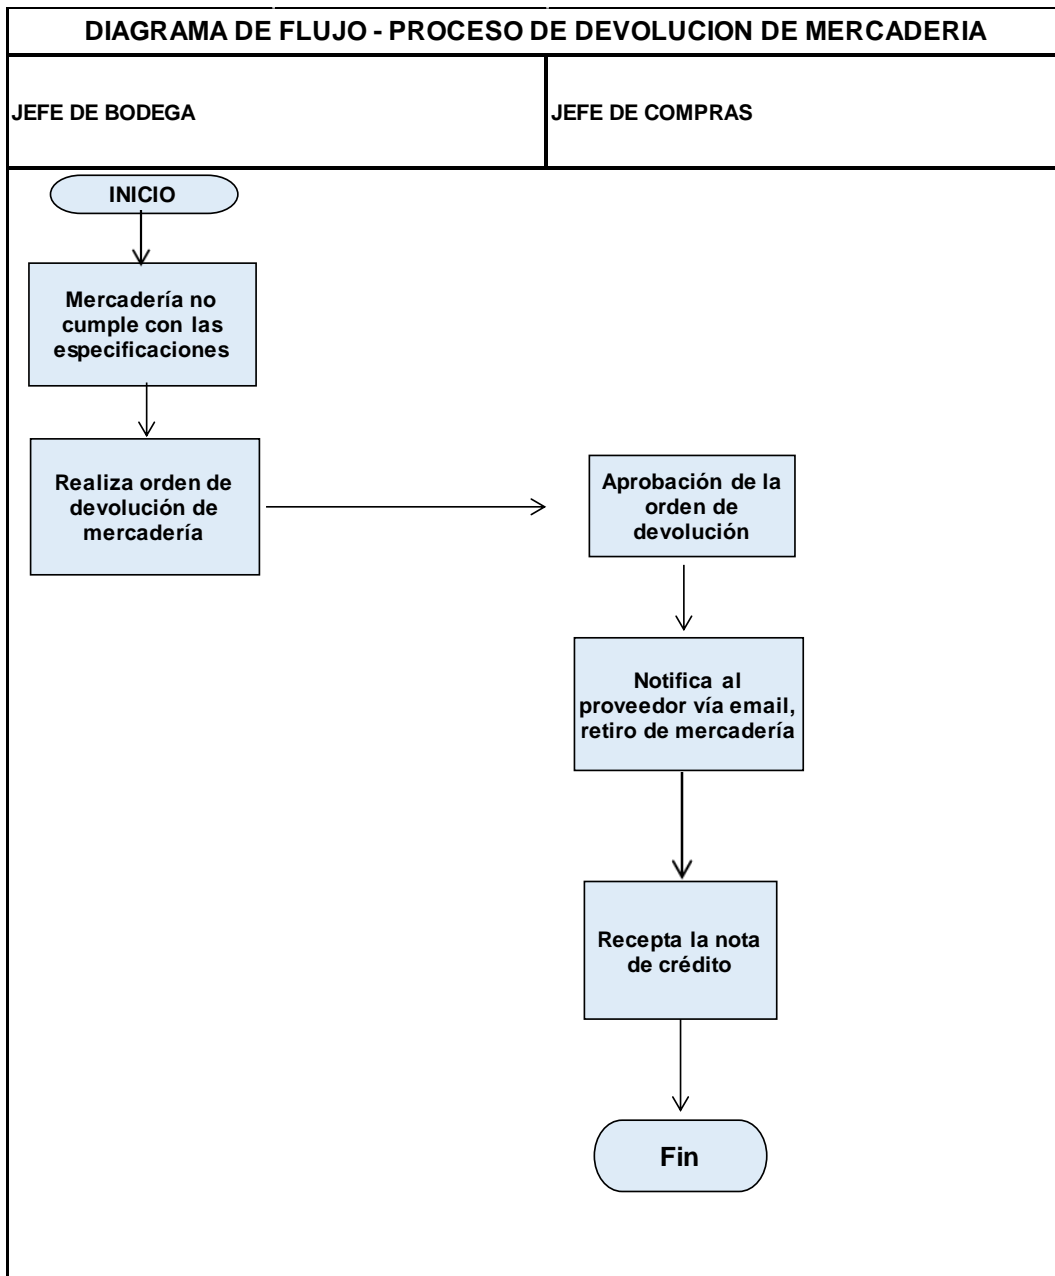 DIAGRAMA DE FLUJO - PROCESO DE DEVOLUCION DE MERCADERIA
JEFE DE BODEGA
JEFE DE COMPRAS
INICIO
Mercadería no
cumple con las
especificaciones
Realiza orden de
devolución de
mercadería
Aprobación de la
orden de
devolución
Notifica al
proveedor vía email,
retiro de mercadería
Recepta la nota
de crédito
Fin